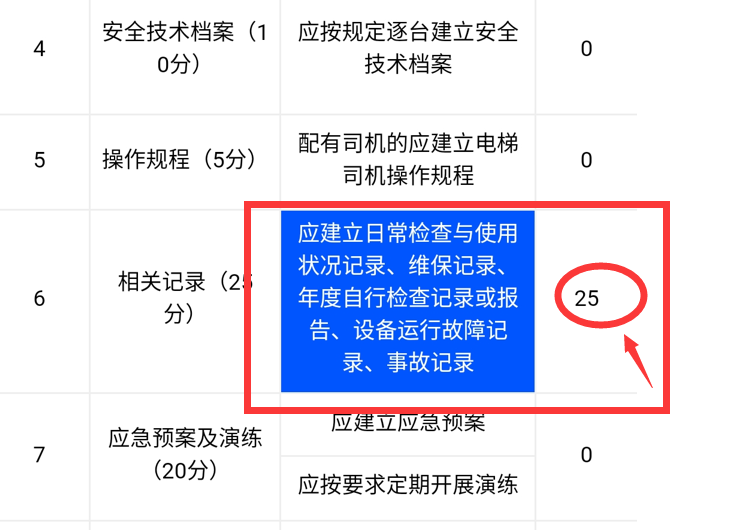 4
安全技术档案（1
0分）
应按规定逐台建立安全
技术档案
0
5
操作规程（5分）
配有司机的应建立电梯
司机操作规程
0
6
相关记录（25
分）
应建立日常检查与使用
状况记录、维保记录、
年度自行检查记录或报
告、设备运行故障记
录、事故记录
25
7
应急预案及演练
（20分）
应建立应急预案
应按要求定期开展演练
0